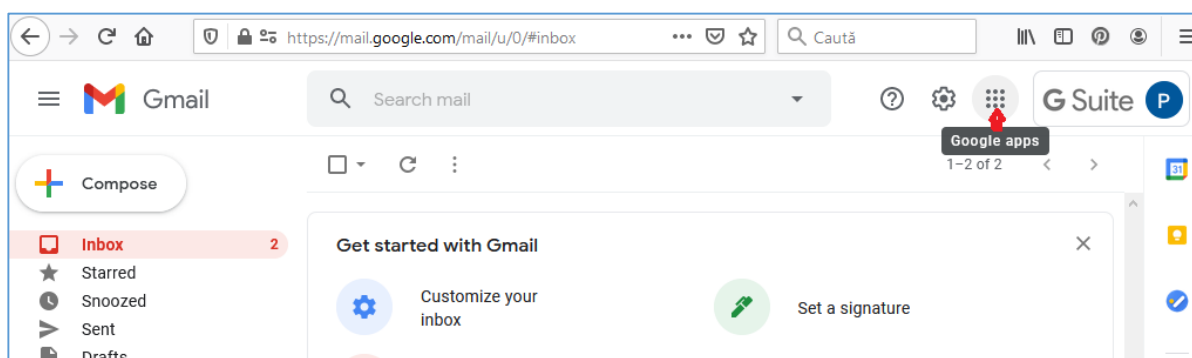 https://mail.google.com/mail/u/0/#inbox
Caută
Gmail
Search mail
G Suite
P
Google apps
1–2 of 2
31
Compose
Inbox 2
Starred
Snoozed
Sent
Drafts
Get started with Gmail
Customize your
inbox
Set a signature